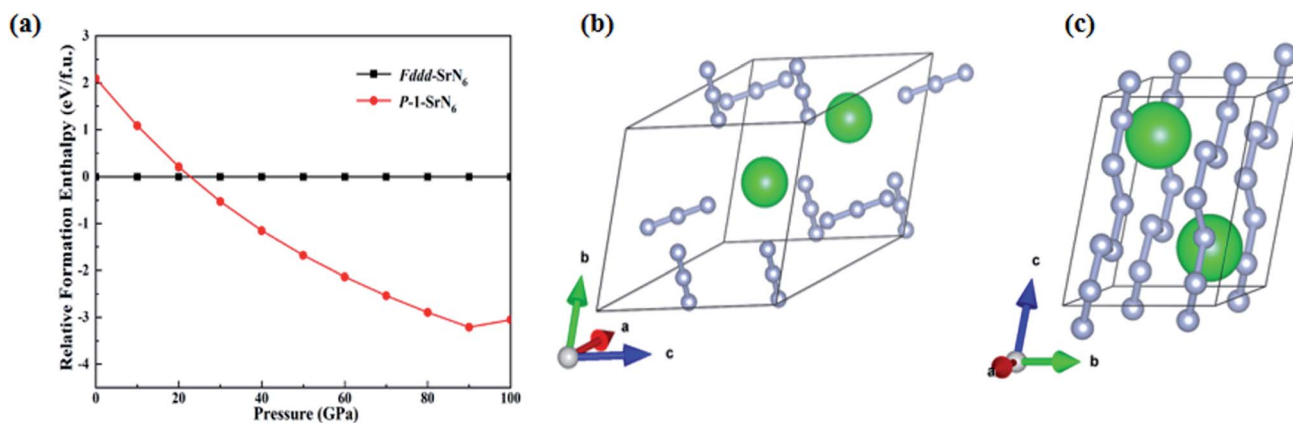 (a)
Relative Formation Enthalpy (eV/f.u.)
3
2
1
0
-1
-2
-3
-4
0
20
40
60
80
100
Pressure (GPa)
Fddd-SrN₆
P-1-SrN₆
(b)
b
a
c
(c)
c
a
b